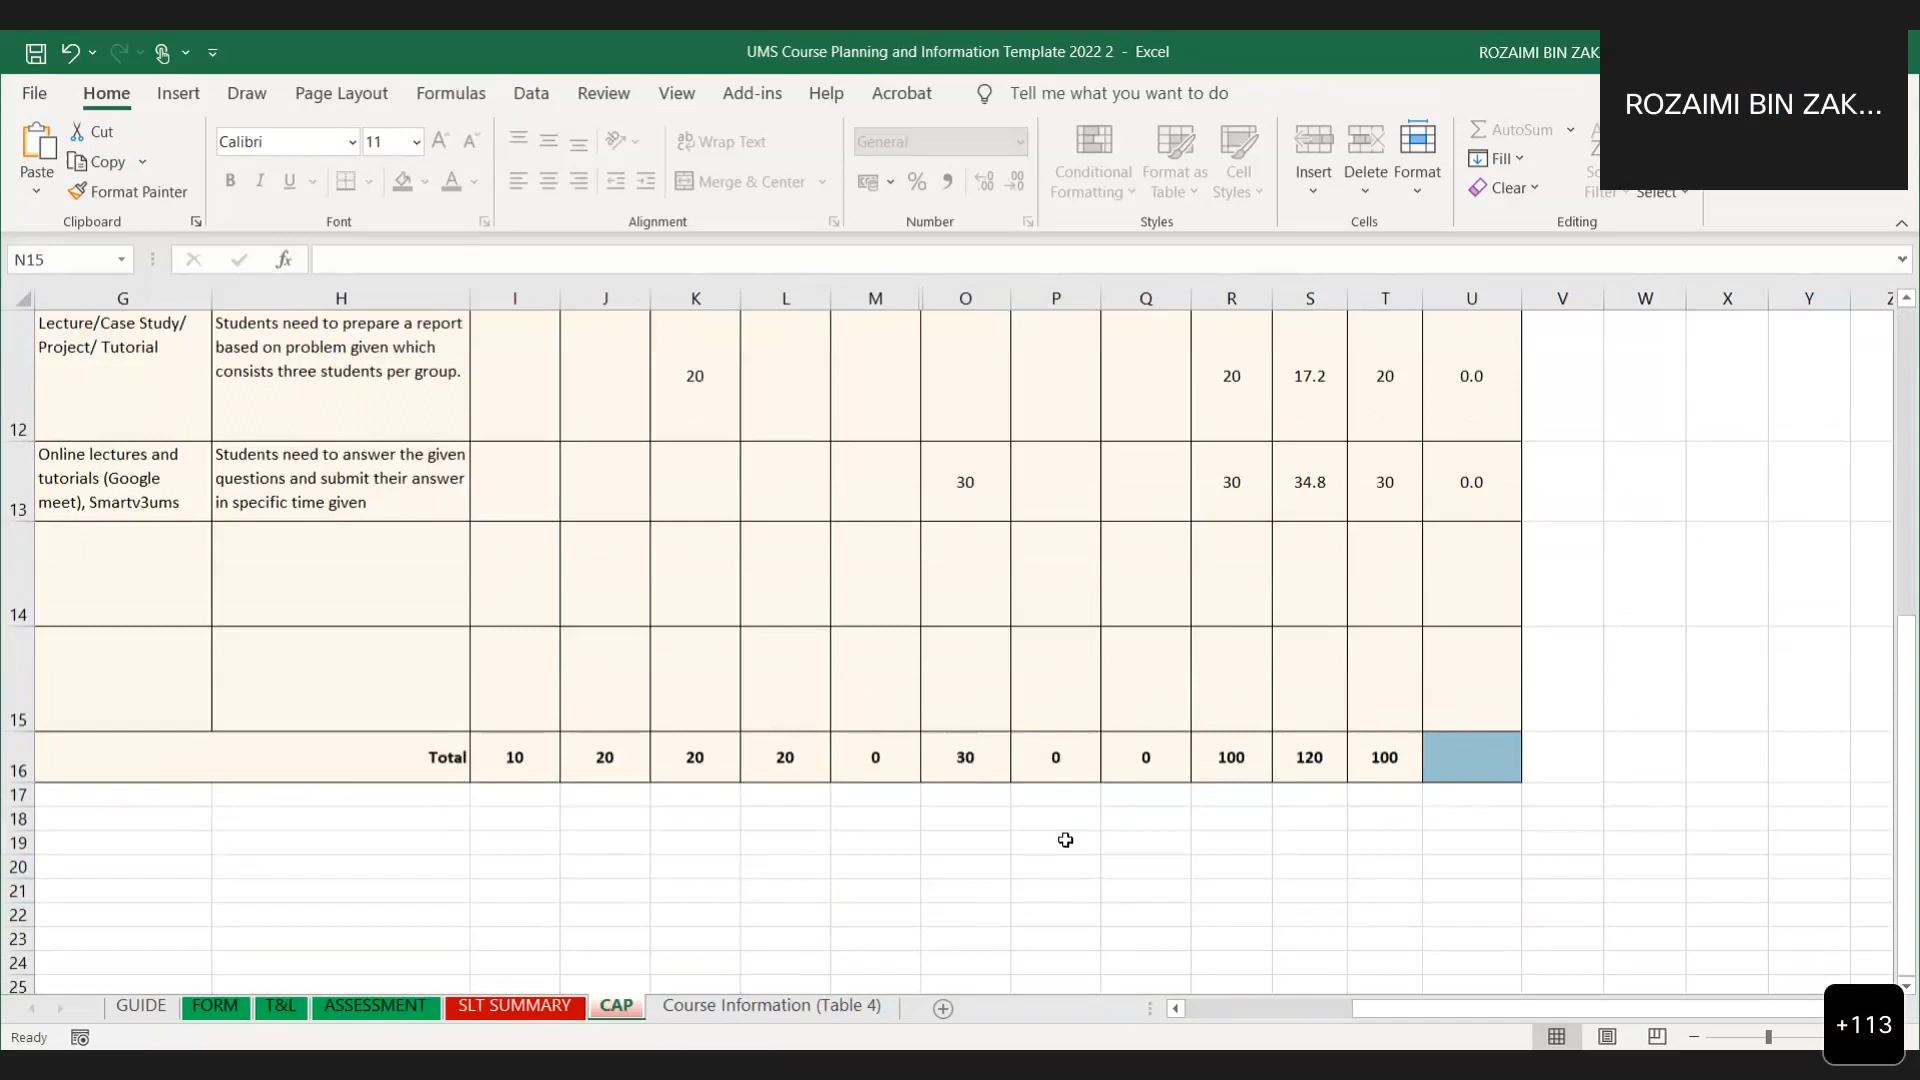 UMS Course Planning and Information Template 2022 2 - Excel
ROZAIMI BIN ZAK
ROZAIMI BIN ZAK...
File Home Insert Draw Page Layout Formulas Data Review View Add-ins Help Acrobat Tell me what you want to do
Paste
Cut
Copy
Format Painter
Clipboard
Calibri 11
B I U
Font
Wrap Text
Merge & Center
Alignment
General
Number
Conditional Formatting
Format as Table
Cell Styles
Styles
Insert Delete Format
Cells
AutoSum
Fill
Clear
Filter
Select
Editing
N15
fx
G H I J K L M O P Q R S T U V W X Y Z
12
Lecture/Case Study/
Project/ Tutorial
Students need to prepare a report
based on problem given which
consists three students per group.
20 20 17.2 20 0.0
13
Online lectures and
tutorials (Google
meet), Smartv3ums
Students need to answer the given
questions and submit their answer
in specific time given
30 30 34.8 30 0.0
14
15
16 Total 10 20 20 20 0 30 0 0 100 120 100
17
18
19
20
21
22
23
24
25
GUIDE FORM T&L ASSESSMENT SLT SUMMARY CAP Course Information (Table 4)
Ready
+113